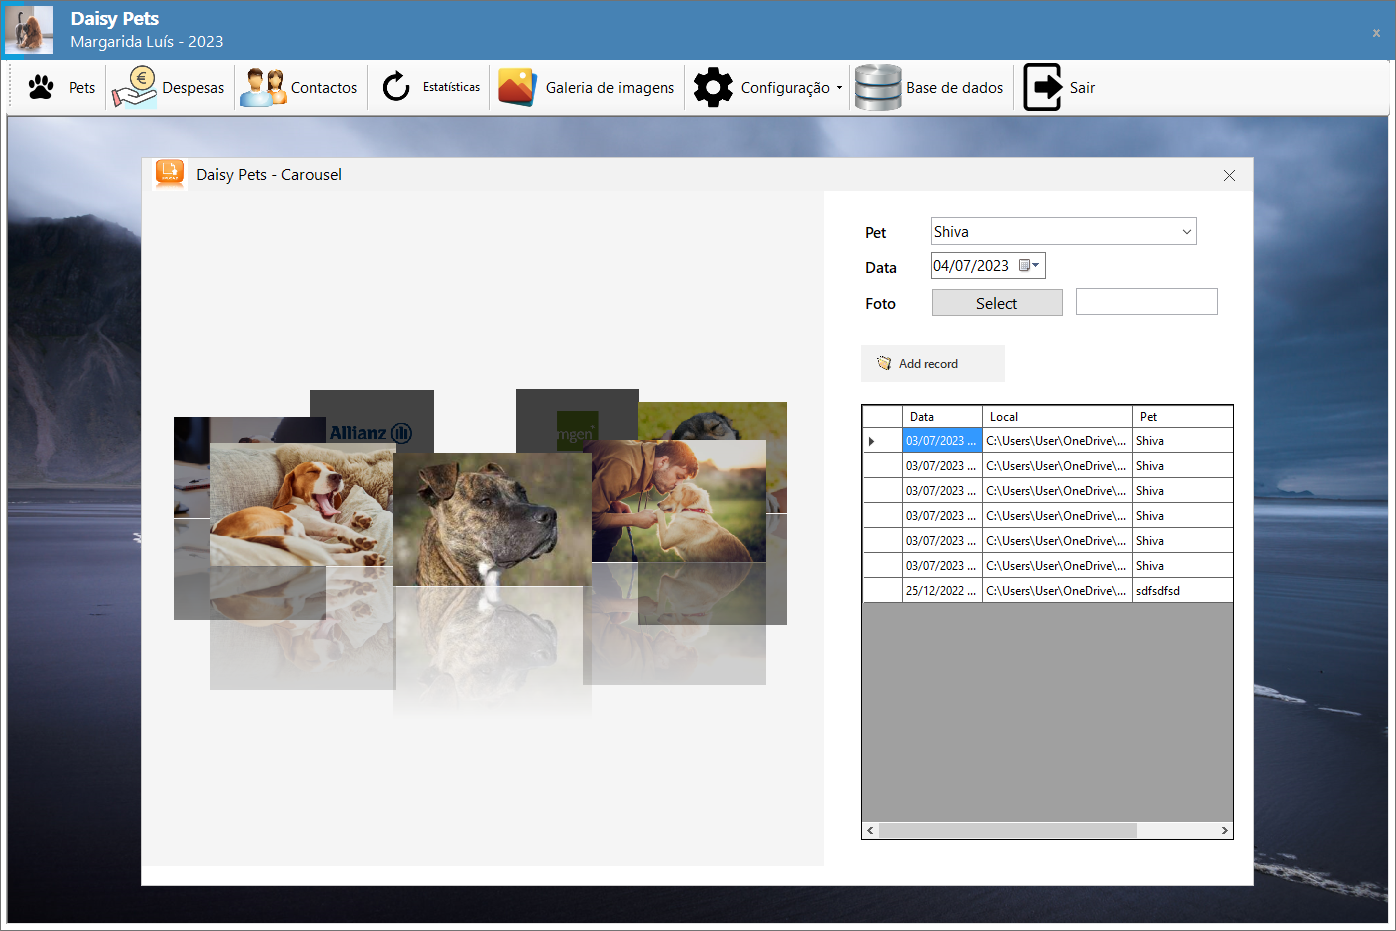 Daisy Pets
Margarida Luís - 2023
x
Pets
Despesas
Contactos
Estatísticas
Galeria de imagens
Configuração
Base de dados
Sair
Daisy Pets - Carousel
Pet
Shiva
Data
04/07/2023
Foto
Select
Add record
Allianz
mgen
Data Local Pet
03/07/2023 ... C:\Users\User\OneDrive\... Shiva
03/07/2023 ... C:\Users\User\OneDrive\... Shiva
03/07/2023 ... C:\Users\User\OneDrive\... Shiva
03/07/2023 ... C:\Users\User\OneDrive\... Shiva
03/07/2023 ... C:\Users\User\OneDrive\... Shiva
03/07/2023 ... C:\Users\User\OneDrive\... Shiva
25/12/2022 ... C:\Users\User\OneDrive\... sdfsdfsd